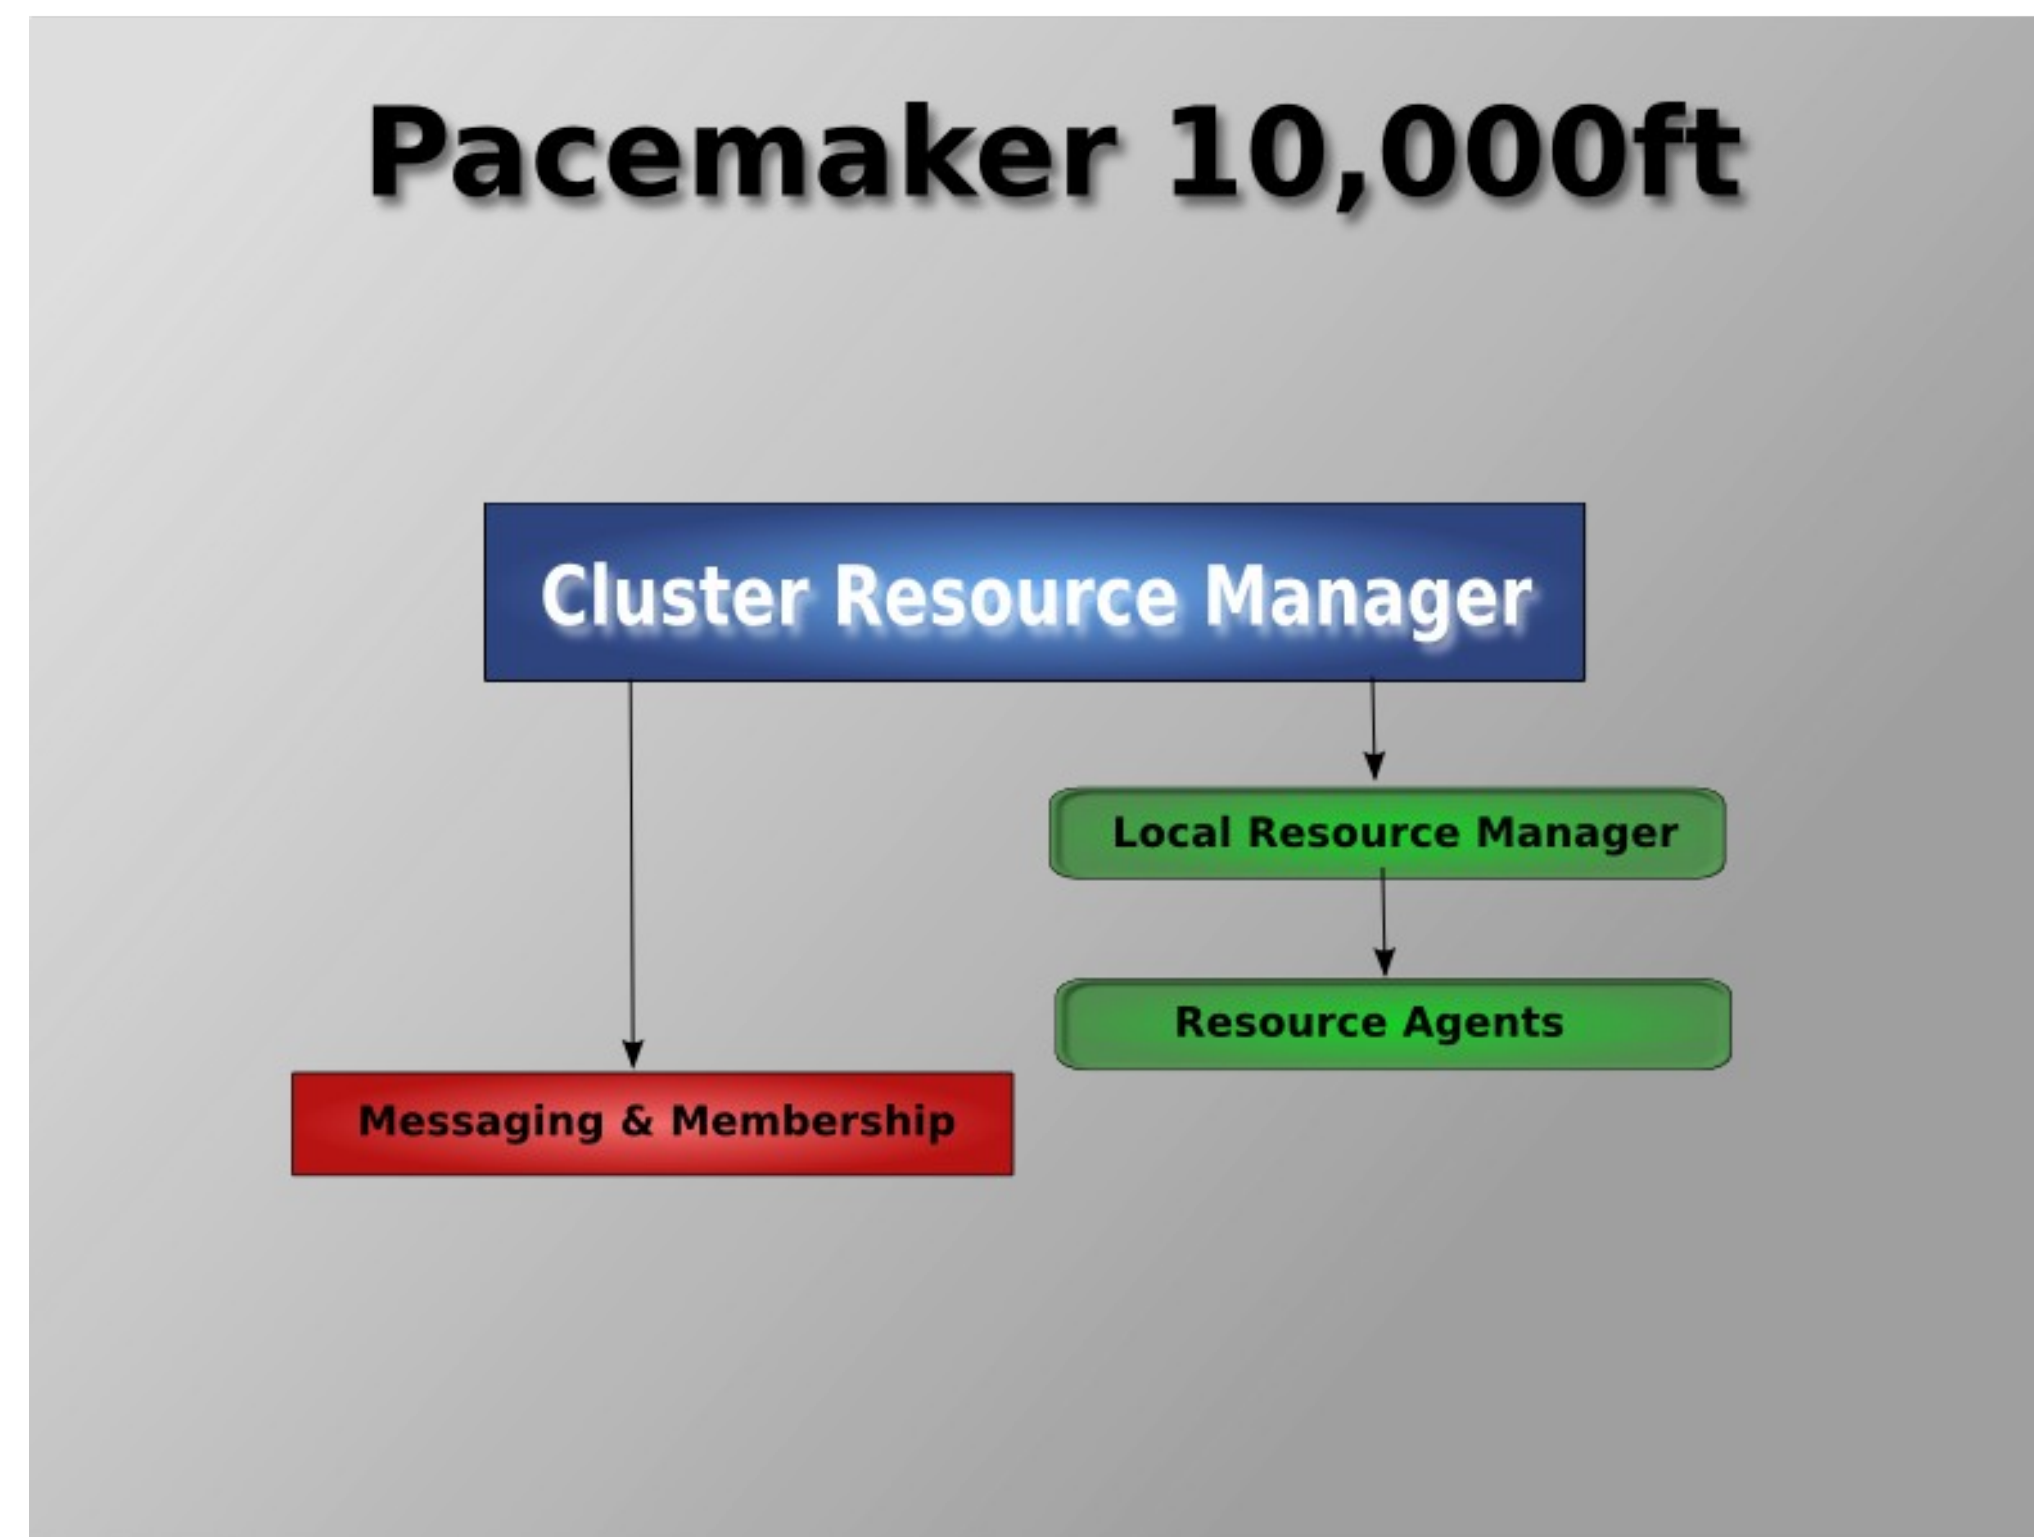 Pacemaker 10,000ft
Cluster Resource Manager
Local Resource Manager
Resource Agents
Messaging & Membership